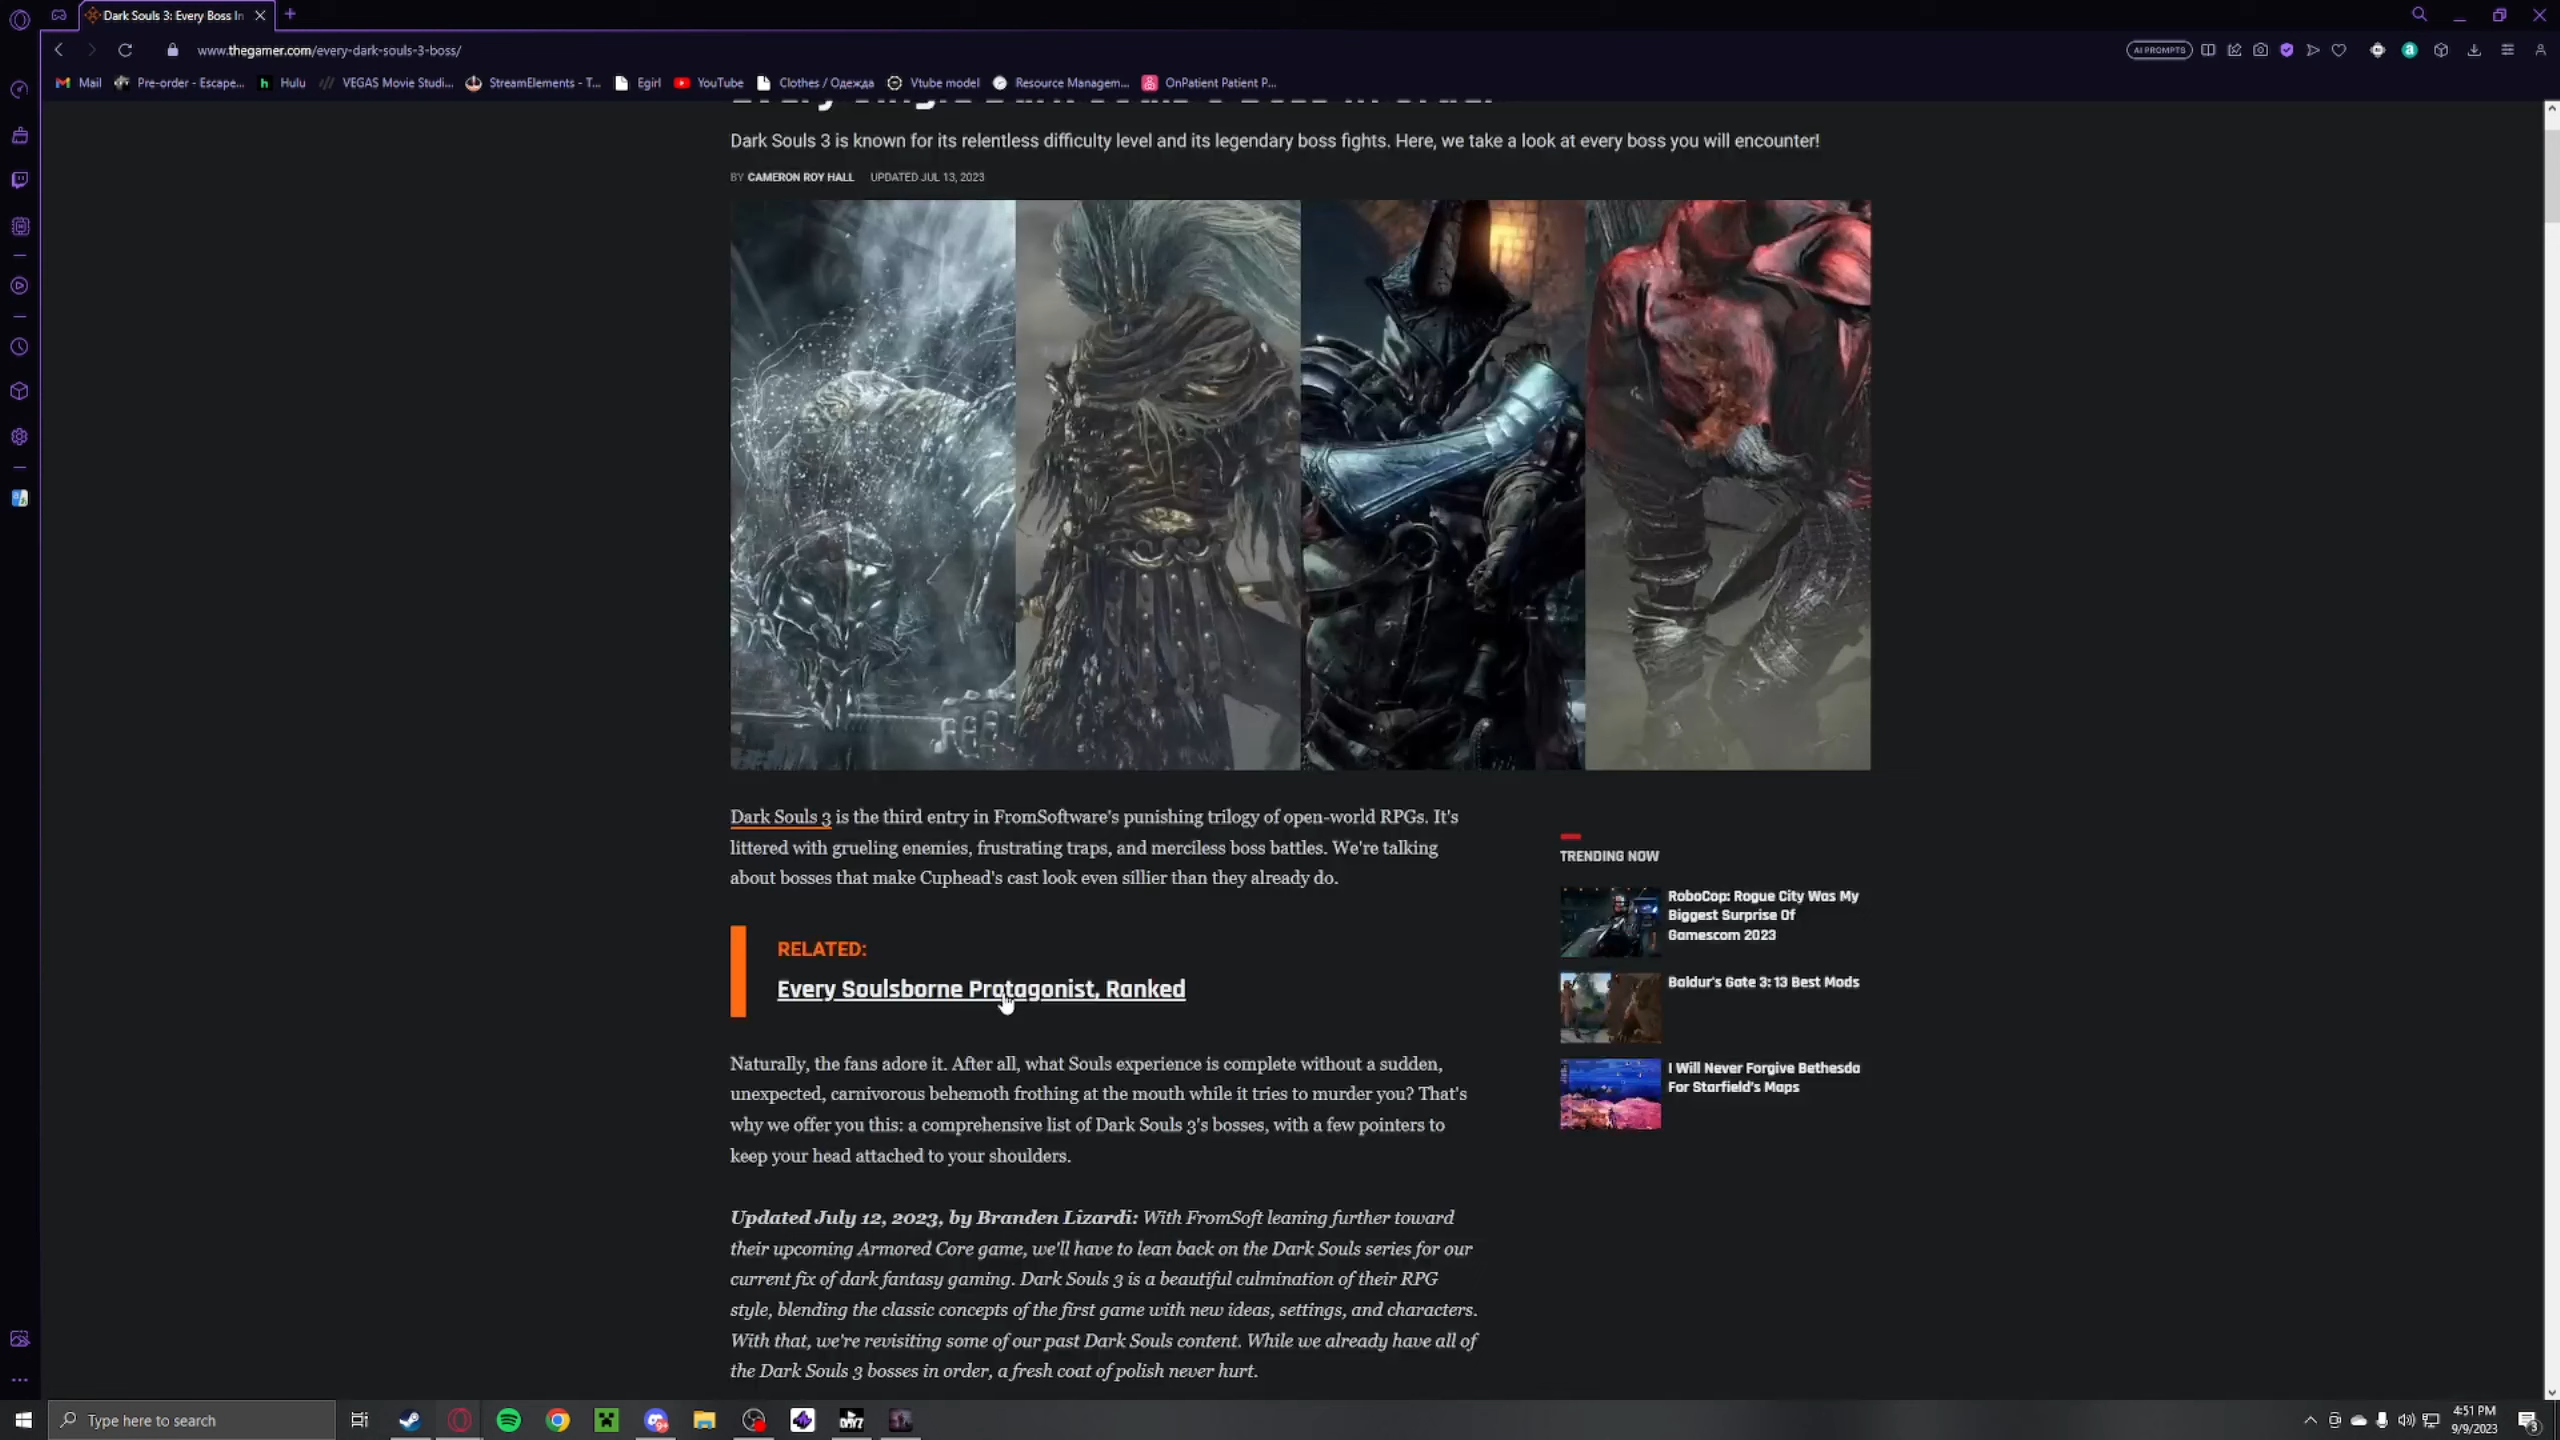 Dark Souls 3: Every Boss In
www.thegamer.com/every-dark-souls-3-boss/
AI PROMPTS
Mail
Pre-order - Escape...
Hulu
VEGAS Movie Studi...
StreamElements - T...
Egirl
YouTube
Clothes / Одежда
Vtube model
Resource Managem...
OnPatient Patient P...
Dark Souls 3 is known for its relentless difficulty level and its legendary boss fights. Here, we take a look at every boss you will encounter!
BY CAMERON ROY HALL UPDATED JUL 13, 2023
Dark Souls 3 is the third entry in FromSoftware's punishing trilogy of open-world RPGs. It's
littered with grueling enemies, frustrating traps, and merciless boss battles. We're talking
about bosses that make Cuphead's cast look even sillier than they already do.
RELATED:
Every Soulsborne Protagonist, Ranked
Naturally, the fans adore it. After all, what Souls experience is complete without a sudden,
unexpected, carnivorous behemoth frothing at the mouth while it tries to murder you? That's
why we offer you this: a comprehensive list of Dark Souls 3's bosses, with a few pointers to
keep your head attached to your shoulders.
Updated July 12, 2023, by Branden Lizardi: With FromSoft leaning further toward
their upcoming Armored Core game, we'll have to lean back on the Dark Souls series for our
current fix of dark fantasy gaming. Dark Souls 3 is a beautiful culmination of their RPG
style, blending the classic concepts of the first game with new ideas, settings, and characters.
With that, we're revisiting some of our past Dark Souls content. While we already have all of
the Dark Souls 3 bosses in order, a fresh coat of polish never hurt.
TRENDING NOW
RoboCop: Rogue City Was My
Biggest Surprise Of
Gamescom 2023
Baldur's Gate 3: 13 Best Mods
I Will Never Forgive Bethesda
For Starfield's Maps
Type here to search
4:51 PM
9/9/2023
3